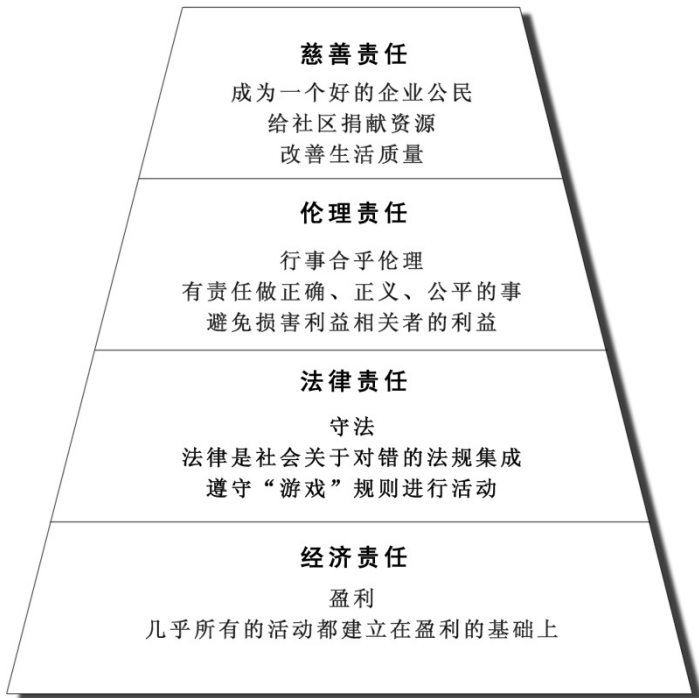 慈善责任
成为一个好的企业公民
给社区捐献资源
改善生活质量
伦理责任
行事合乎伦理
有责任做正确、正义、公平的事
避免损害利益相关者的利益
法律责任
守法
法律是社会关于对错的法规集成
遵守“游戏”规则进行活动
经济责任
盈利
几乎所有的活动都建立在盈利的基础上